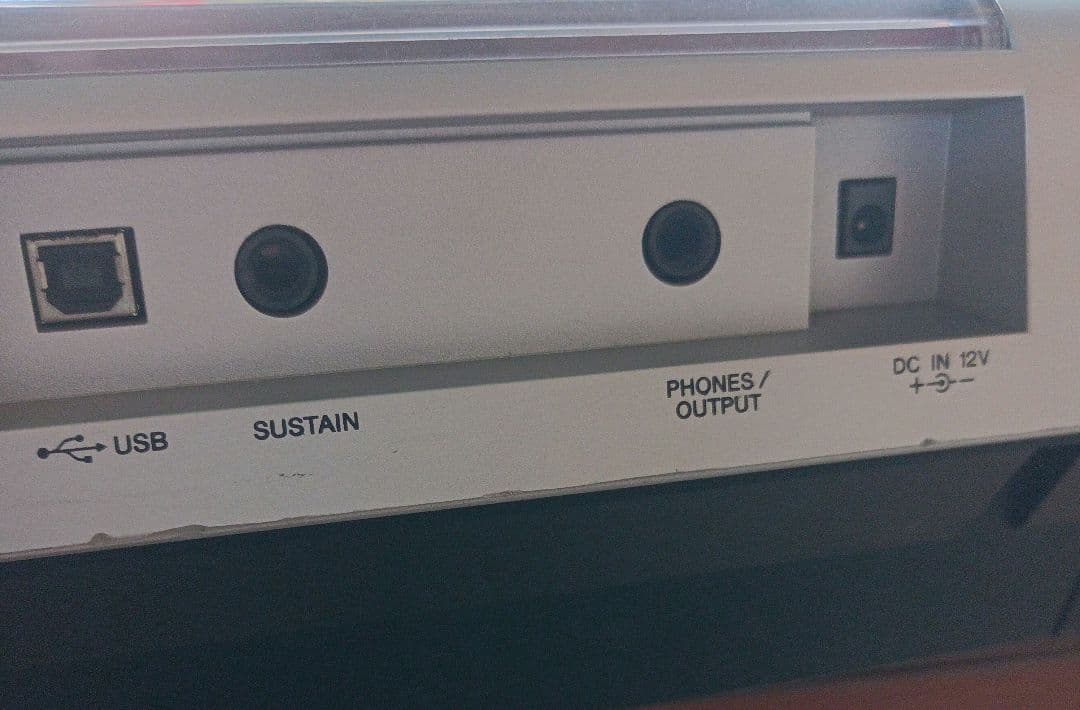 USB
SUSTAIN
PHONES/
OUTPUT
DC IN 12V